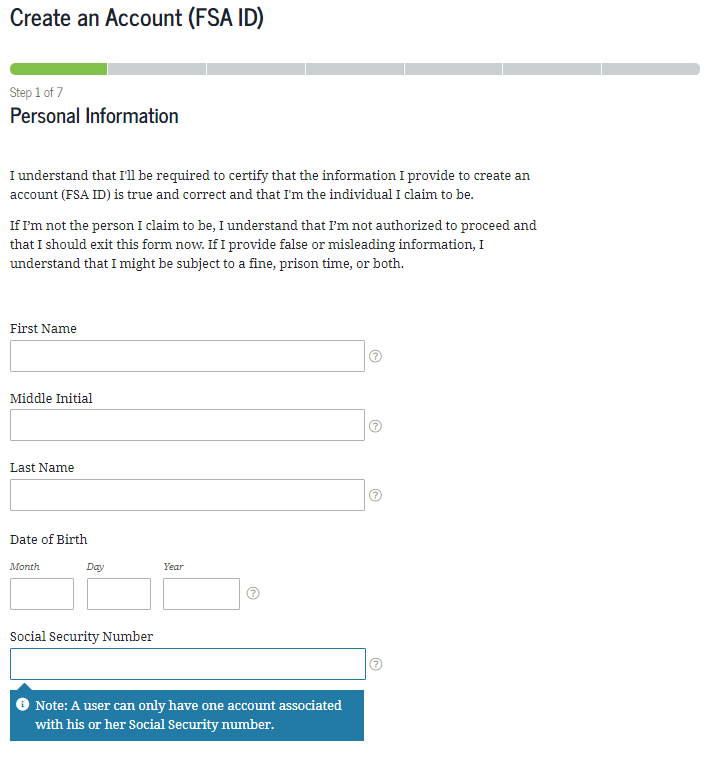 Create an Account (FSA ID)
Step 1 of 7
Personal Information
I understand that I'll be required to certify that the information I provide to create an
account (FSA ID) is true and correct and that I'm the individual I claim to be.
If I’m not the person I claim to be, I understand that I’m not authorized to proceed and
that I should exit this form now. If I provide false or misleading information, I
understand that I might be subject to a fine, prison time, or both.
First Name
?
Middle Initial
?
Last Name
?
Date of Birth
Month Day Year
?
Social Security Number
?
i Note: A user can only have one account associated
with his or her Social Security number.